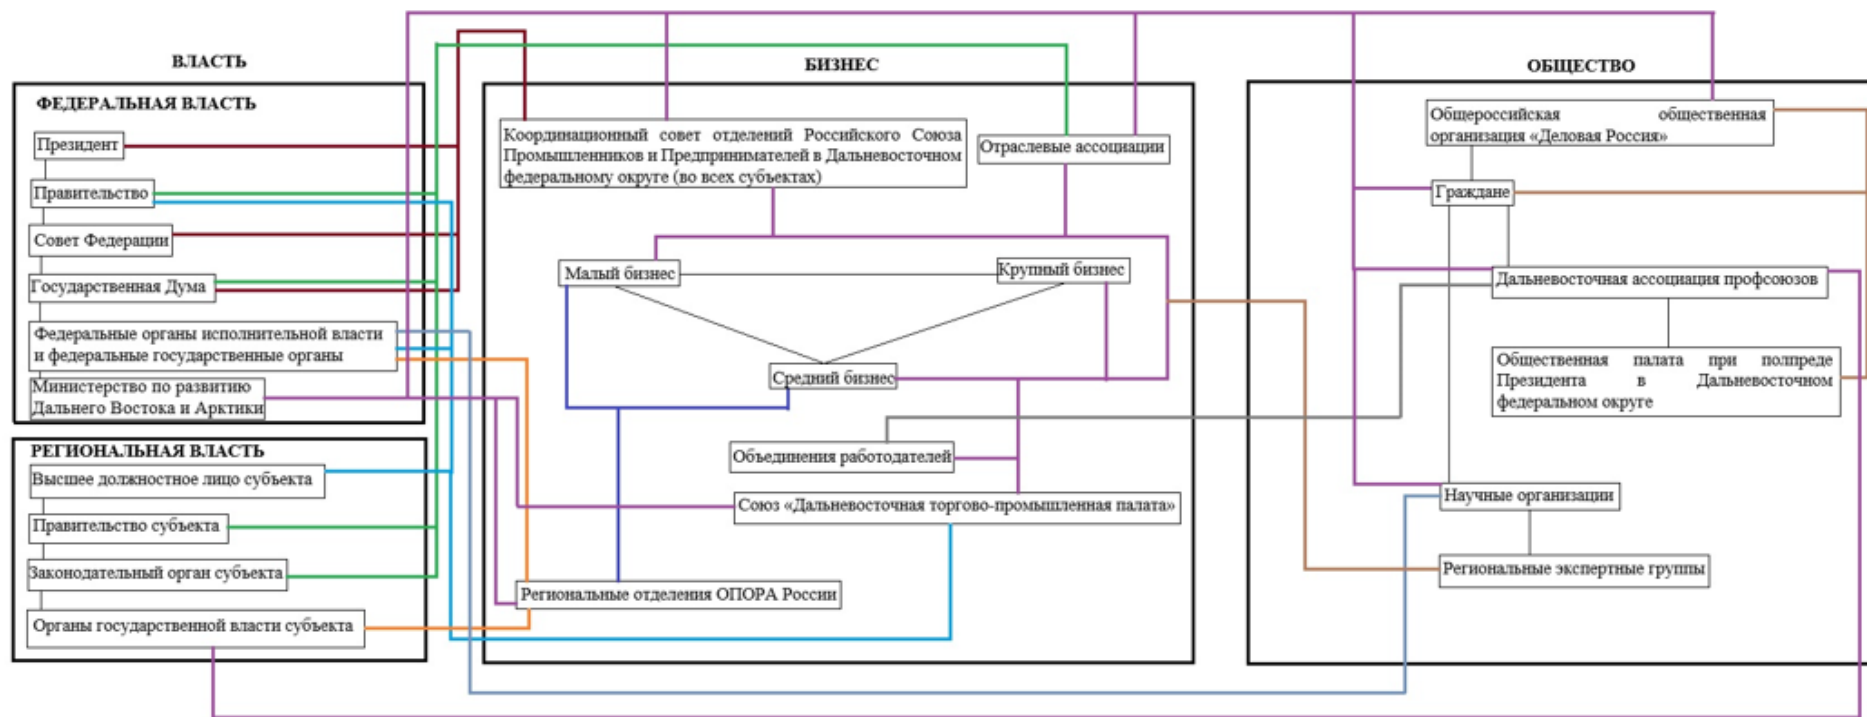 ВЛАСТЬ
ФЕДЕРАЛЬНАЯ ВЛАСТЬ
Президент
Правительство
Совет Федерации
Государственная Дума
Федеральные органы исполнительной власти
и федеральные государственные органы
Министерство по развитию
Дальнего Востока и Арктики
РЕГИОНАЛЬНАЯ ВЛАСТЬ
Высшее должностное лицо субъекта
Правительство субъекта
Законодательный орган субъекта
Органы государственной власти субъекта
БИЗНЕС
Координационный совет отделений Российского Союза
Промышленников и Предпринимателей в Дальневосточном
федеральному округе (во всех субъектах)
Отраслевые ассоциации
Малый бизнес
Крупный бизнес
Средний бизнес
Объединения работодателей
Союз «Дальневосточная торгово-промышленная палата»
Региональные отделения ОПОРА России
ОБЩЕСТВО
Общероссийская общественная
организация «Деловая Россия»
Граждане
Дальневосточная ассоциация профсоюзов
Общественная палата при полпреде
Президента в Дальневосточном
федеральном округе
Научные организации
Региональные экспертные группы